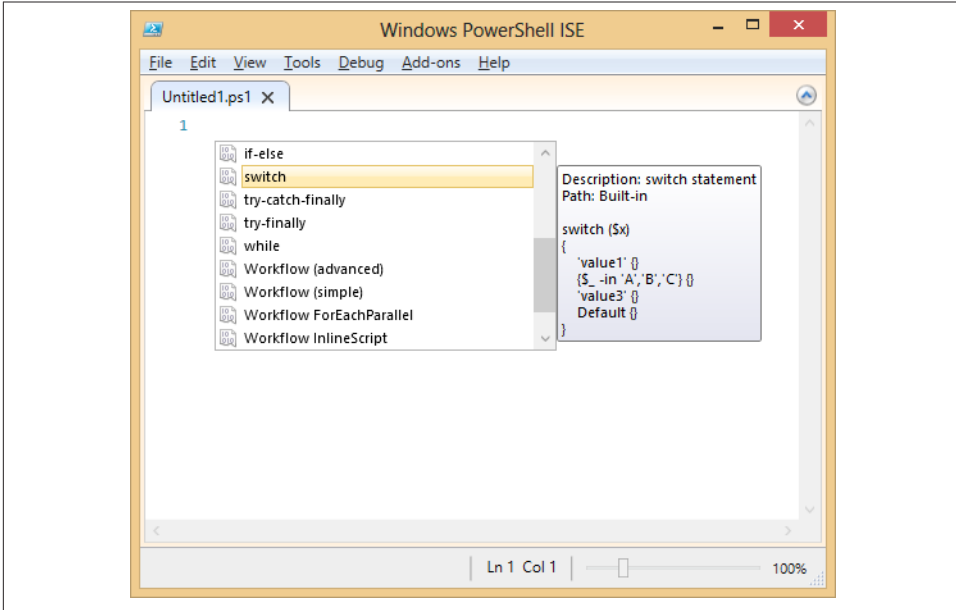 Windows PowerShell ISE
File Edit View Tools Debug Add-ons Help
Untitled1.ps1
1
if-else
switch
try-catch-finally
try-finally
while
Workflow (advanced)
Workflow (simple)
Workflow ForEachParallel
Workflow InlineScript
Description: switch statement
Path: Built-in
switch ($x)
{
'value1' {}
{$_ -in 'A','B','C'} {}
'value3' {}
Default {}
}
Ln 1 Col 1
100%